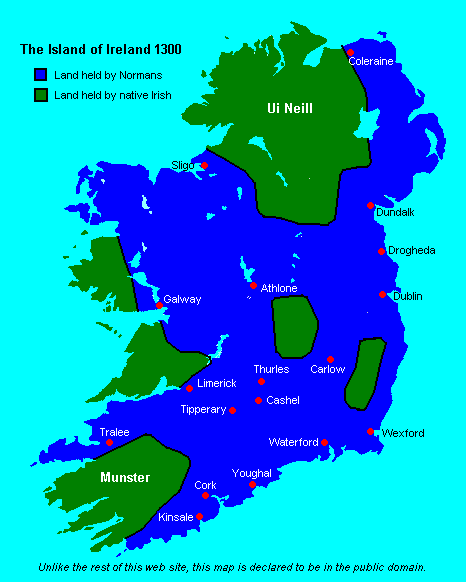 The Island of Ireland 1300
Land held by Normans
Land held by native Irish
Coleraine
Ui Neill
Sligo
Dundalk
Drogheda
Athlone
Dublin
Galway
Thurles
Carlow
Limerick
Cashel
Tipperary
Tralee
Wexford
Waterford
Munster
Youghal
Cork
Kinsale
Unlike the rest of this web site, this map is declared to be in the public domain.